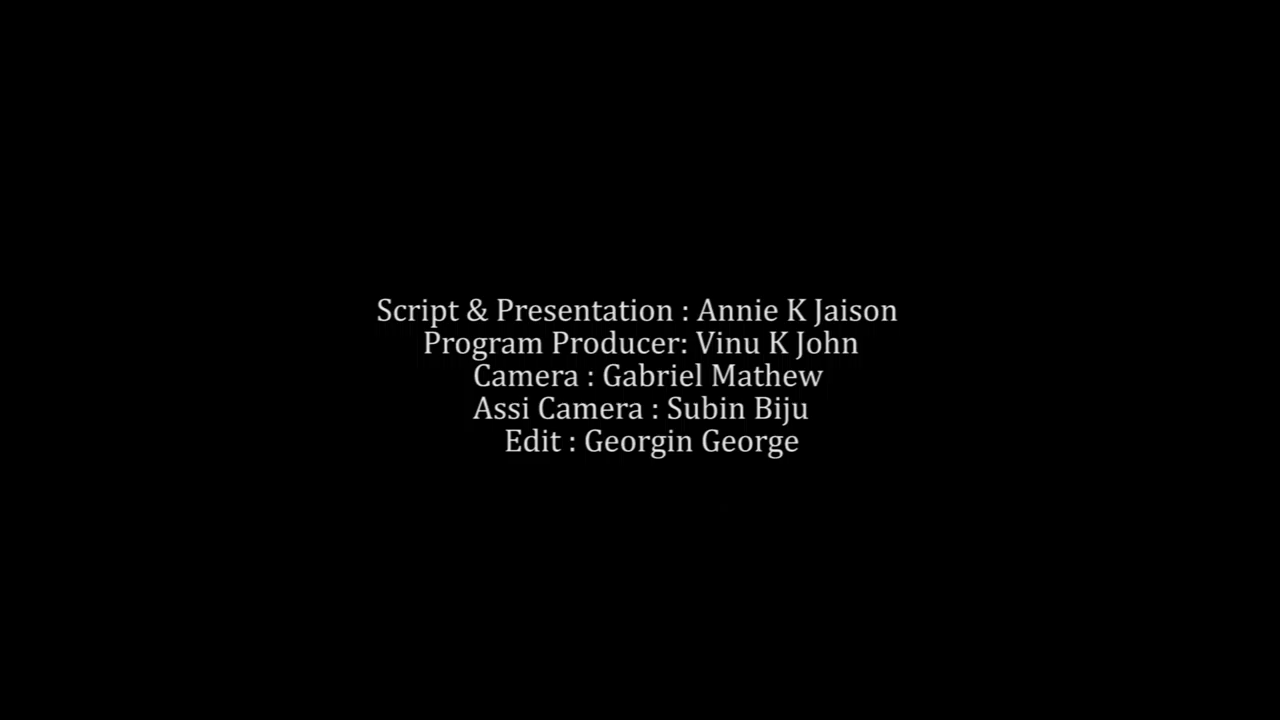 Script & Presentation : Annie K Jaison
Program Producer: Vinu K John
Camera : Gabriel Mathew
Assi Camera : Subin Biju
Edit : Georgin George